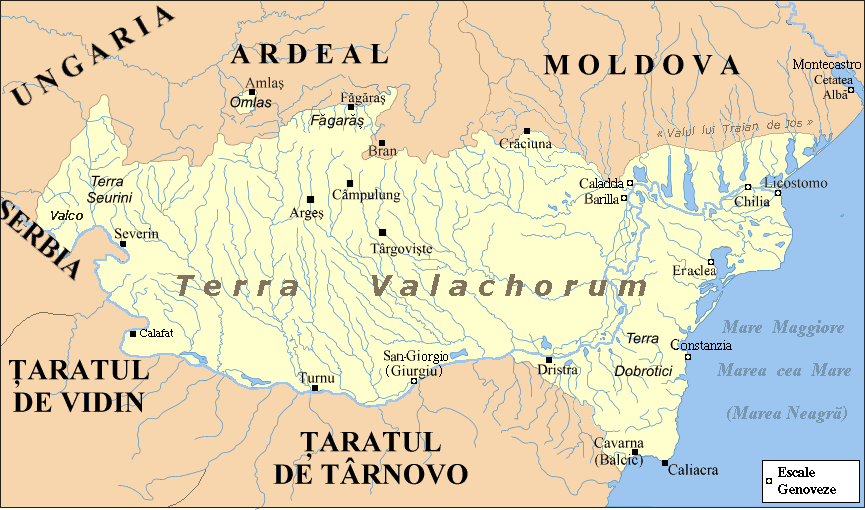 UNGARIA
ARDEAL
MOLDOVA
Montecastro
Cetatea
Albă
Amlaș
Omlas
Făgăraș
Făgaraș
« Valul lui Traian de Jos »
Bran
Crăciuna
Terra
Seurini
Câmpulung
Caladda
Barilla
Licostomo
Chilia
Valco
Argeș
SERBIA
Severin
Târgoviște
Eraclea
Terra Valachorum
Calafat
Mare Maggiore
Terra
Dobrotici
Constanzia
San-Giorgio
(Giurgiu)
Dristra
Marea cea Mare
ȚARATUL
DE VIDIN
Turnu
(Marea Neagră)
ȚARATUL
DE TÂRNOVO
Cavarna
(Balcic)
Caliacra
Escale
Genoveze